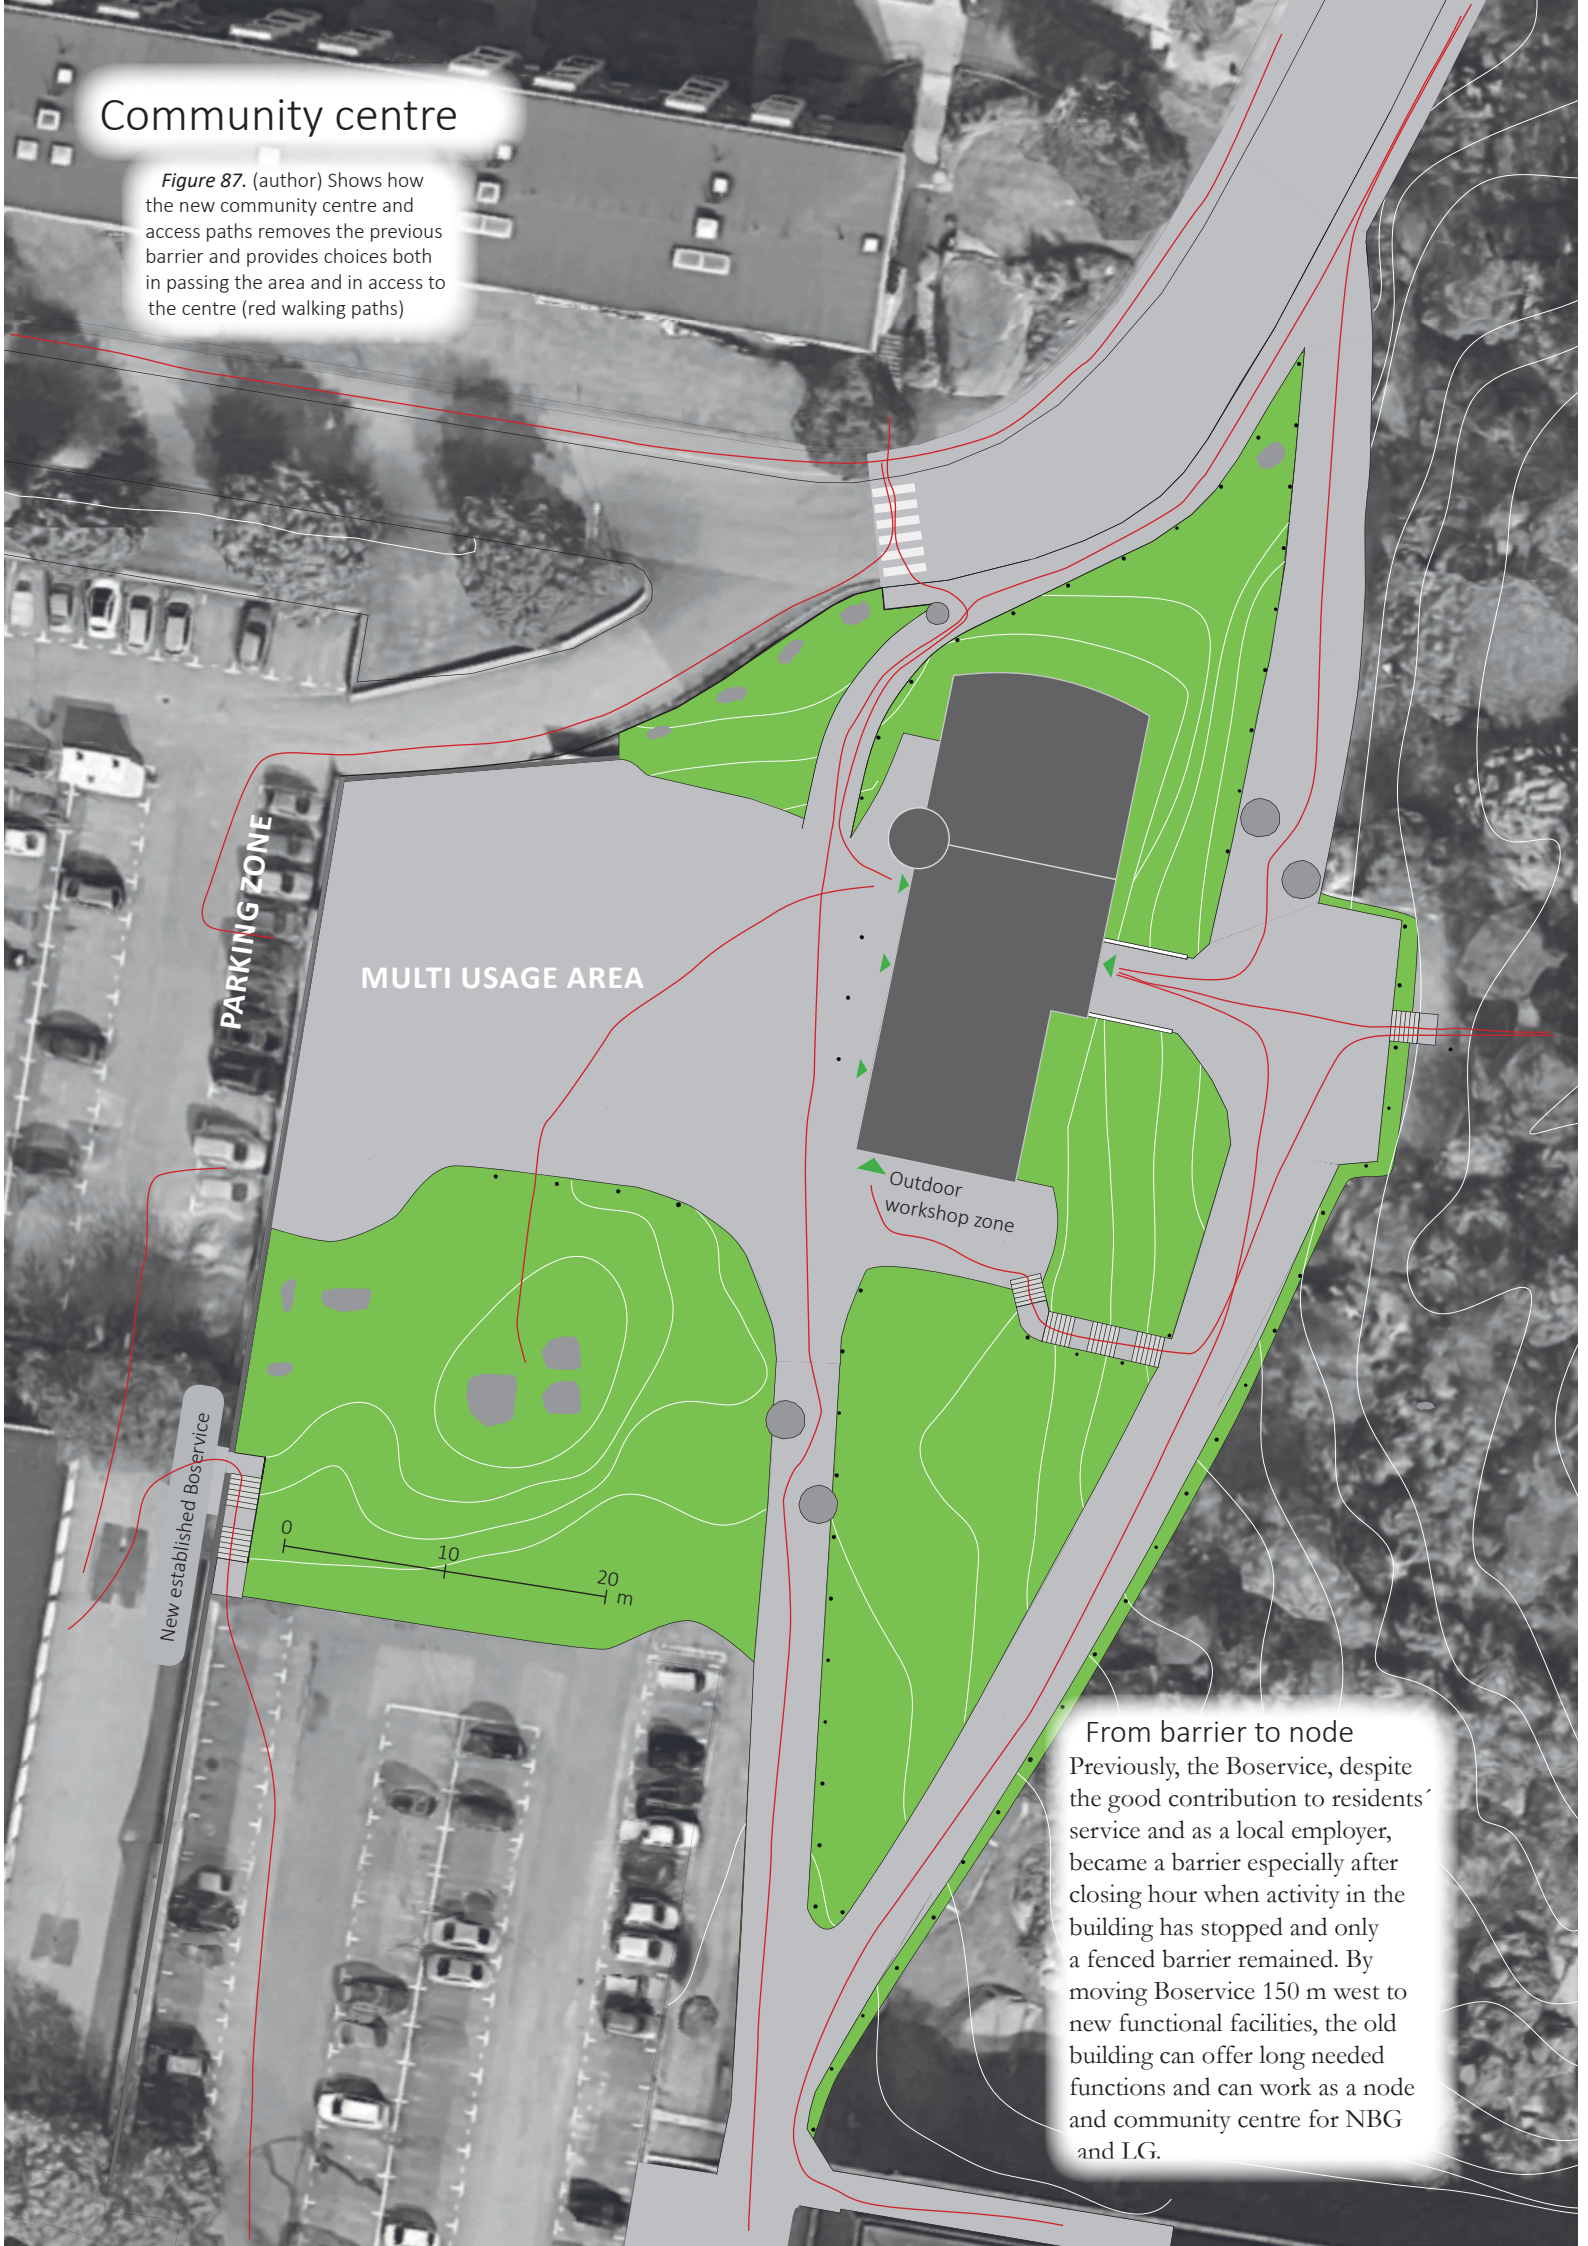 Community centre
Figure 87. (author) Shows how
the new community centre and
access paths removes the previous
barrier and provides choices both
in passing the area and in access to
the centre (red walking paths)
PARKING ZONE
MULTI USAGE AREA
Outdoor
workshop zone
New established Boservice
0
10
20
m
From barrier to node
Previously, the Boservice, despite
the good contribution to residents´
service and as a local employer,
became a barrier especially after
closing hour when activity in the
building has stopped and only
a fenced barrier remained. By
moving Boservice 150 m west to
new functional facilities, the old
building can offer long needed
functions and can work as a node
and community centre for NBG
and LG.